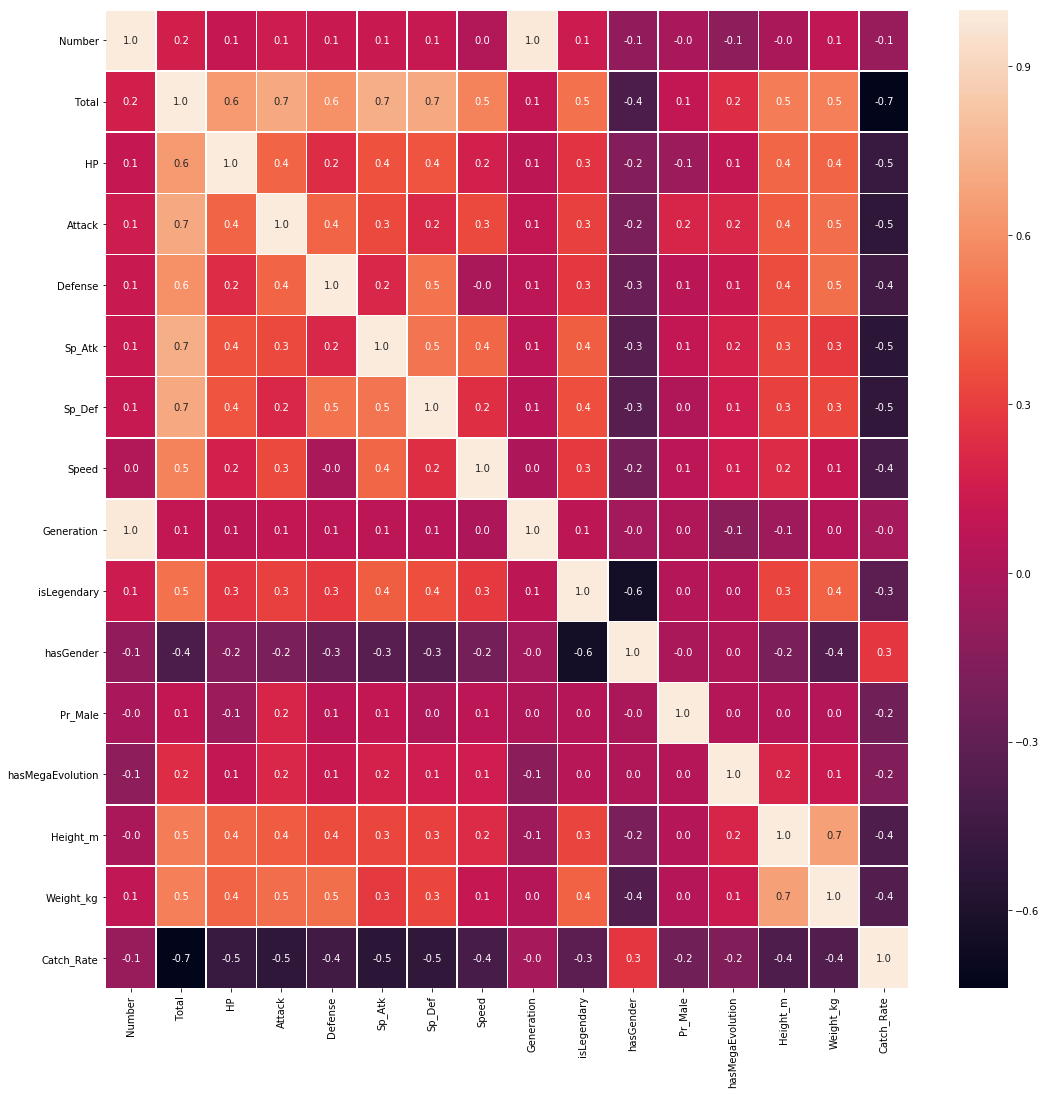 Number 1.0 0.2 0.1 0.1 0.1 0.1 0.1 0.0 1.0 0.1 -0.1 -0.0 -0.1 -0.0 0.1 -0.1
Total 0.2 1.0 0.6 0.7 0.6 0.7 0.7 0.5 0.1 0.5 -0.4 0.1 0.2 0.5 0.5 -0.7
HP 0.1 0.6 1.0 0.4 0.2 0.4 0.4 0.2 0.1 0.3 -0.2 -0.1 0.1 0.4 0.4 -0.5
Attack 0.1 0.7 0.4 1.0 0.4 0.3 0.2 0.3 0.1 0.3 -0.2 0.2 0.2 0.4 0.5 -0.5
Defense 0.1 0.6 0.2 0.4 1.0 0.2 0.5 -0.0 0.1 0.3 -0.3 0.1 0.1 0.4 0.5 -0.4
Sp_Atk 0.1 0.7 0.4 0.3 0.2 1.0 0.5 0.4 0.1 0.4 -0.3 0.1 0.2 0.3 0.3 -0.5
Sp_Def 0.1 0.7 0.4 0.2 0.5 0.5 1.0 0.2 0.1 0.4 -0.3 0.0 0.1 0.3 0.3 -0.5
Speed 0.0 0.5 0.2 0.3 -0.0 0.4 0.2 1.0 0.0 0.3 -0.2 0.1 0.1 0.2 0.1 -0.4
Generation 1.0 0.1 0.1 0.1 0.1 0.1 0.1 0.0 1.0 0.1 -0.0 0.0 -0.1 -0.1 0.0 -0.0
isLegendary 0.1 0.5 0.3 0.3 0.3 0.4 0.4 0.3 0.1 1.0 -0.6 0.0 0.0 0.3 0.4 -0.3
hasGender -0.1 -0.4 -0.2 -0.2 -0.3 -0.3 -0.3 -0.2 -0.0 -0.6 1.0 -0.0 0.0 -0.2 -0.4 0.3
Pr_Male -0.0 0.1 -0.1 0.2 0.1 0.1 0.0 0.1 0.0 0.0 -0.0 1.0 0.0 0.0 0.0 -0.2
hasMegaEvolution -0.1 0.2 0.1 0.2 0.1 0.2 0.1 0.1 -0.1 0.0 0.0 0.0 1.0 0.2 0.1 -0.2
Height_m -0.0 0.5 0.4 0.4 0.4 0.3 0.3 0.2 -0.1 0.3 -0.2 0.0 0.2 1.0 0.7 -0.4
Weight_kg 0.1 0.5 0.4 0.5 0.5 0.3 0.3 0.1 0.0 0.4 -0.4 0.0 0.1 0.7 1.0 -0.4
Catch_Rate -0.1 -0.7 -0.5 -0.5 -0.4 -0.5 -0.5 -0.4 -0.0 -0.3 0.3 -0.2 -0.2 -0.4 -0.4 1.0
Number
Total
HP
Attack
Defense
Sp_Atk
Sp_Def
Speed
Generation
isLegendary
hasGender
Pr_Male
hasMegaEvolution
Height_m
Weight_kg
Catch_Rate
0.9
0.6
0.3
0.0
−0.3
−0.6